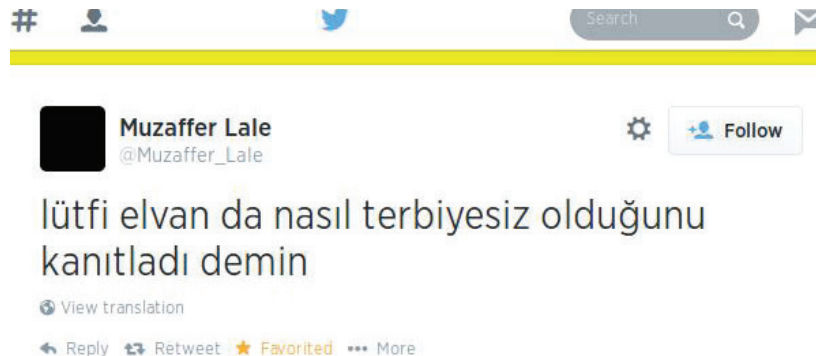 #
Search
Muzaffer Lale
@Muzaffer_Lale
Follow
lütfi elvan da nasıl terbiyesiz olduğunu
kanıtladı demin
View translation
Reply Retweet Favorited ••• More